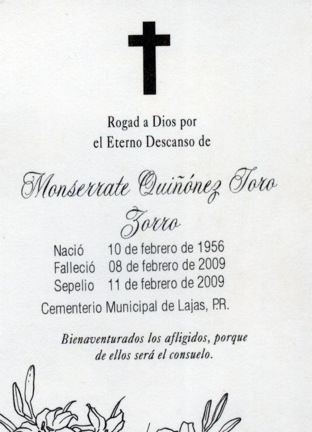 Rogad a Dios por
el Eterno Descanso de
Monserrate Quiñónez Toro
Zorro
Nació 10 de febrero de 1956
Falleció 08 de febrero de 2009
Sepelio 11 de febrero de 2009
Cementerio Municipal de Lajas, P.R.
Bienaventurados los afligidos, porque
de ellos será el consuelo.